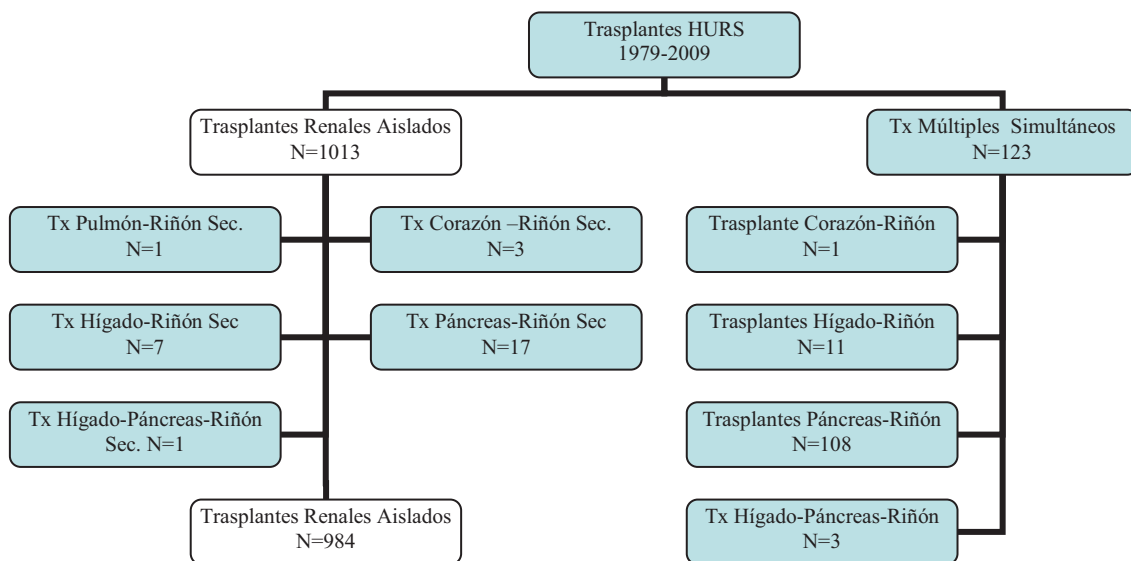 Trasplantes HURS
1979-2009
Trasplantes Renales Aislados
N=1013
Tx Múltiples Simultáneos
N=123
Tx Pulmón-Riñón Sec.
N=1
Tx Corazón –Riñón Sec.
N=3
Trasplante Corazón-Riñón
N=1
Tx Hígado-Riñón Sec
N=7
Tx Páncreas-Riñón Sec
N=17
Trasplantes Hígado-Riñón
N=11
Tx Hígado-Páncreas-Riñón
Sec. N=1
Trasplantes Páncreas-Riñón
N=108
Trasplantes Renales Aislados
N=984
Tx Hígado-Páncreas-Riñón
N=3